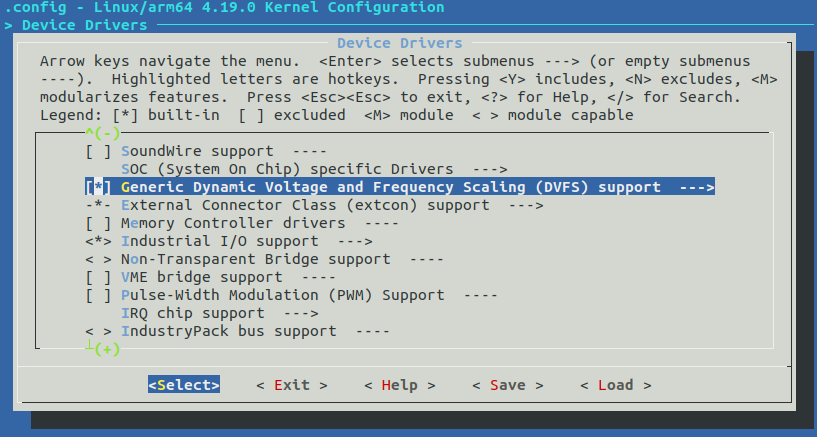 .config - Linux/arm64 4.19.0 Kernel Configuration
> Device Drivers
Device Drivers
Arrow keys navigate the menu.  <Enter> selects submenus ---> (or empty submenus
----).  Highlighted letters are hotkeys.  Pressing <Y> includes, <N> excludes, <M>
modularizes features.  Press <Esc><Esc> to exit, <?> for Help, </> for Search.
Legend: [*] built-in  [ ] excluded  <M> module  < > module capable
^(-)
[ ] SoundWire support  ----
SOC (System On Chip) specific Drivers  --->
[*] Generic Dynamic Voltage and Frequency Scaling (DVFS) support  --->
-*- External Connector Class (extcon) support  --->
[ ] Memory Controller drivers  ----
<*> Industrial I/O support  --->
< > Non-Transparent Bridge support  ----
[ ] VME bridge support  ----
[ ] Pulse-Width Modulation (PWM) Support  ----
IRQ chip support  --->
< > IndustryPack bus support  ----
┴(+)
<Select>    < Exit >    < Help >    < Save >    < Load >